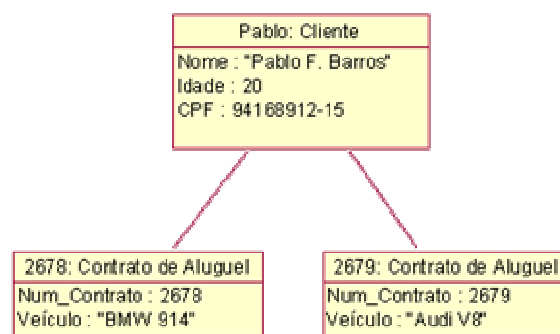 Pablo: Cliente
Nome : "Pablo F. Barros"
Idade : 20
CPF : 94168912-15
2678: Contrato de Aluguel
Num_Contrato : 2678
Veículo : "BMW 914"
2679: Contrato de Aluguel
Num_Contrato : 2679
Veículo : "Audi V8"